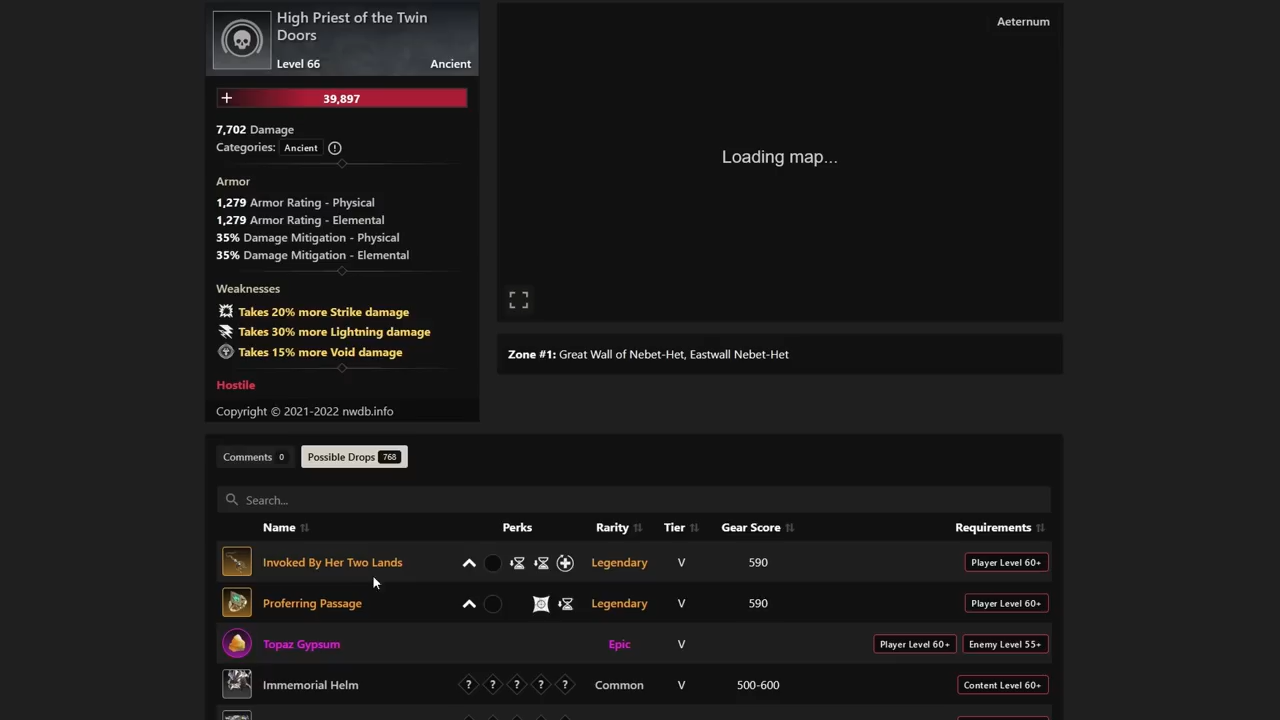 High Priest of the Twin
Doors
Level 66 Ancient
39,897
7,702 Damage
Categories: Ancient
Armor
1,279 Armor Rating - Physical
1,279 Armor Rating - Elemental
35% Damage Mitigation - Physical
35% Damage Mitigation - Elemental
Weaknesses
Takes 20% more Strike damage
Takes 30% more Lightning damage
Takes 15% more Void damage
Hostile
Copyright © 2021-2022 nwdb.info
Aeternum
Loading map...
Zone #1: Great Wall of Nebet-Het, Eastwall Nebet-Het
Comments 0 Possible Drops 768
Search...
Name Perks Rarity Tier Gear Score Requirements
Invoked By Her Two Lands Legendary V 590 Player Level 60+
Proferring Passage Legendary V 590 Player Level 60+
Topaz Gypsum Epic V Player Level 60+ Enemy Level 55+
Immemorial Helm ? ? ? ? ? Common V 500-600 Content Level 60+